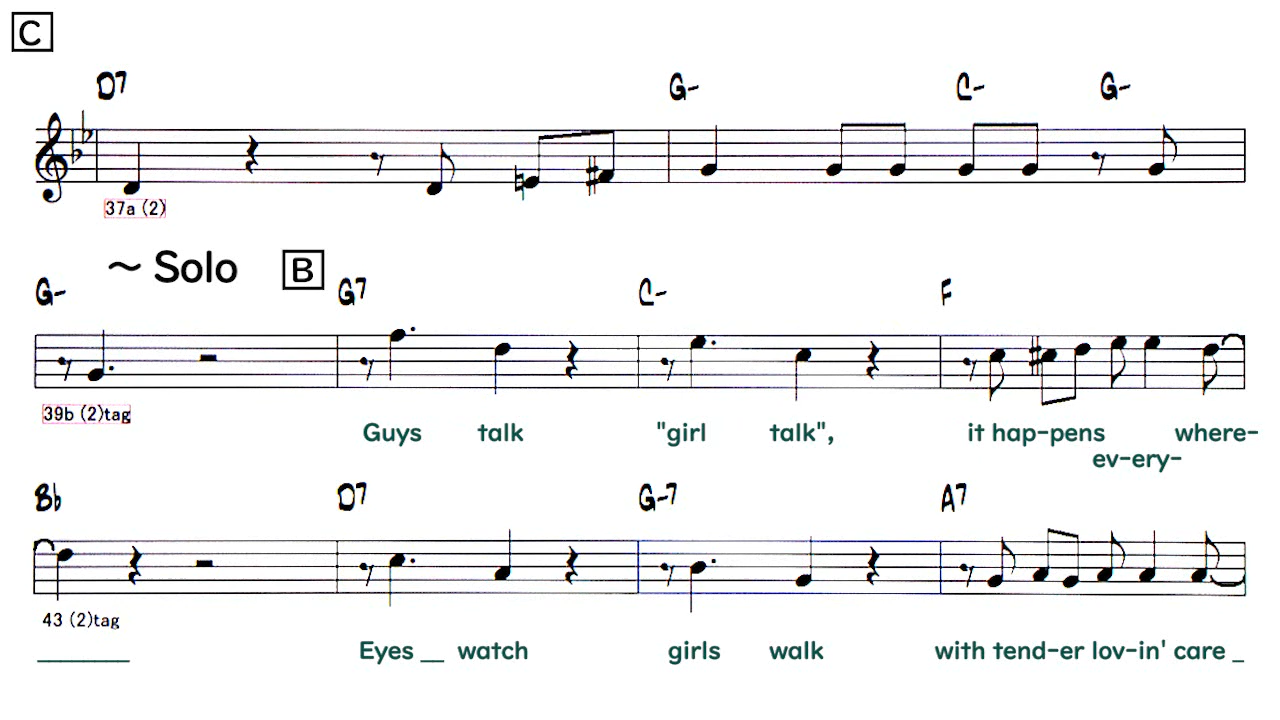 C
D7 G- C- G-
37a (2)
~ Solo B
G- G7 C- F
39b (2)tag
Guys talk "girl talk", it hap-pens where-
ev-ery-
Bb D7 G-7 A7
43 (2)tag
________ Eyes __ watch girls walk with tend-er lov-in' care _